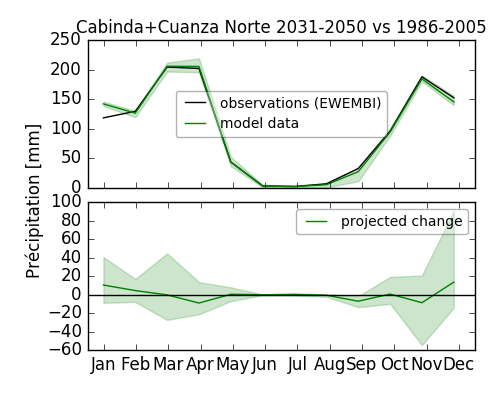 Cabinda+Cuanza Norte 2031-2050 vs 1986-2005
Précipitation [mm]
250
200
150
100
50
0
observations (EWEMBI)
model data
100
80
60
40
20
0
−20
−40
−60
projected change
Jan Feb Mar Apr May Jun Jul Aug Sep Oct Nov Dec